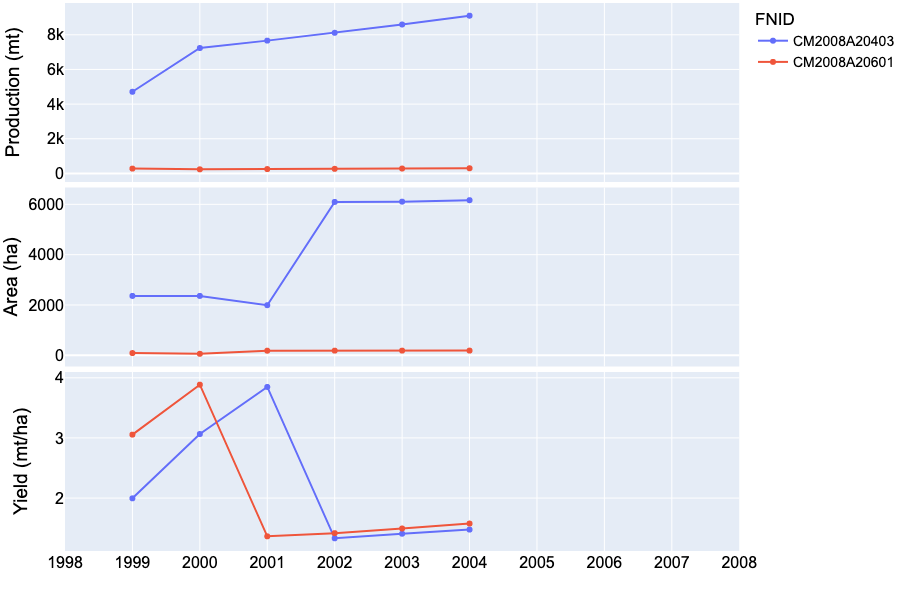 FNID
CM2008A20403
CM2008A20601
Production (mt)
8k
6k
4k
2k
0
Area (ha)
6000
4000
2000
0
Yield (mt/ha)
4
3
2
1998 1999 2000 2001 2002 2003 2004 2005 2006 2007 2008